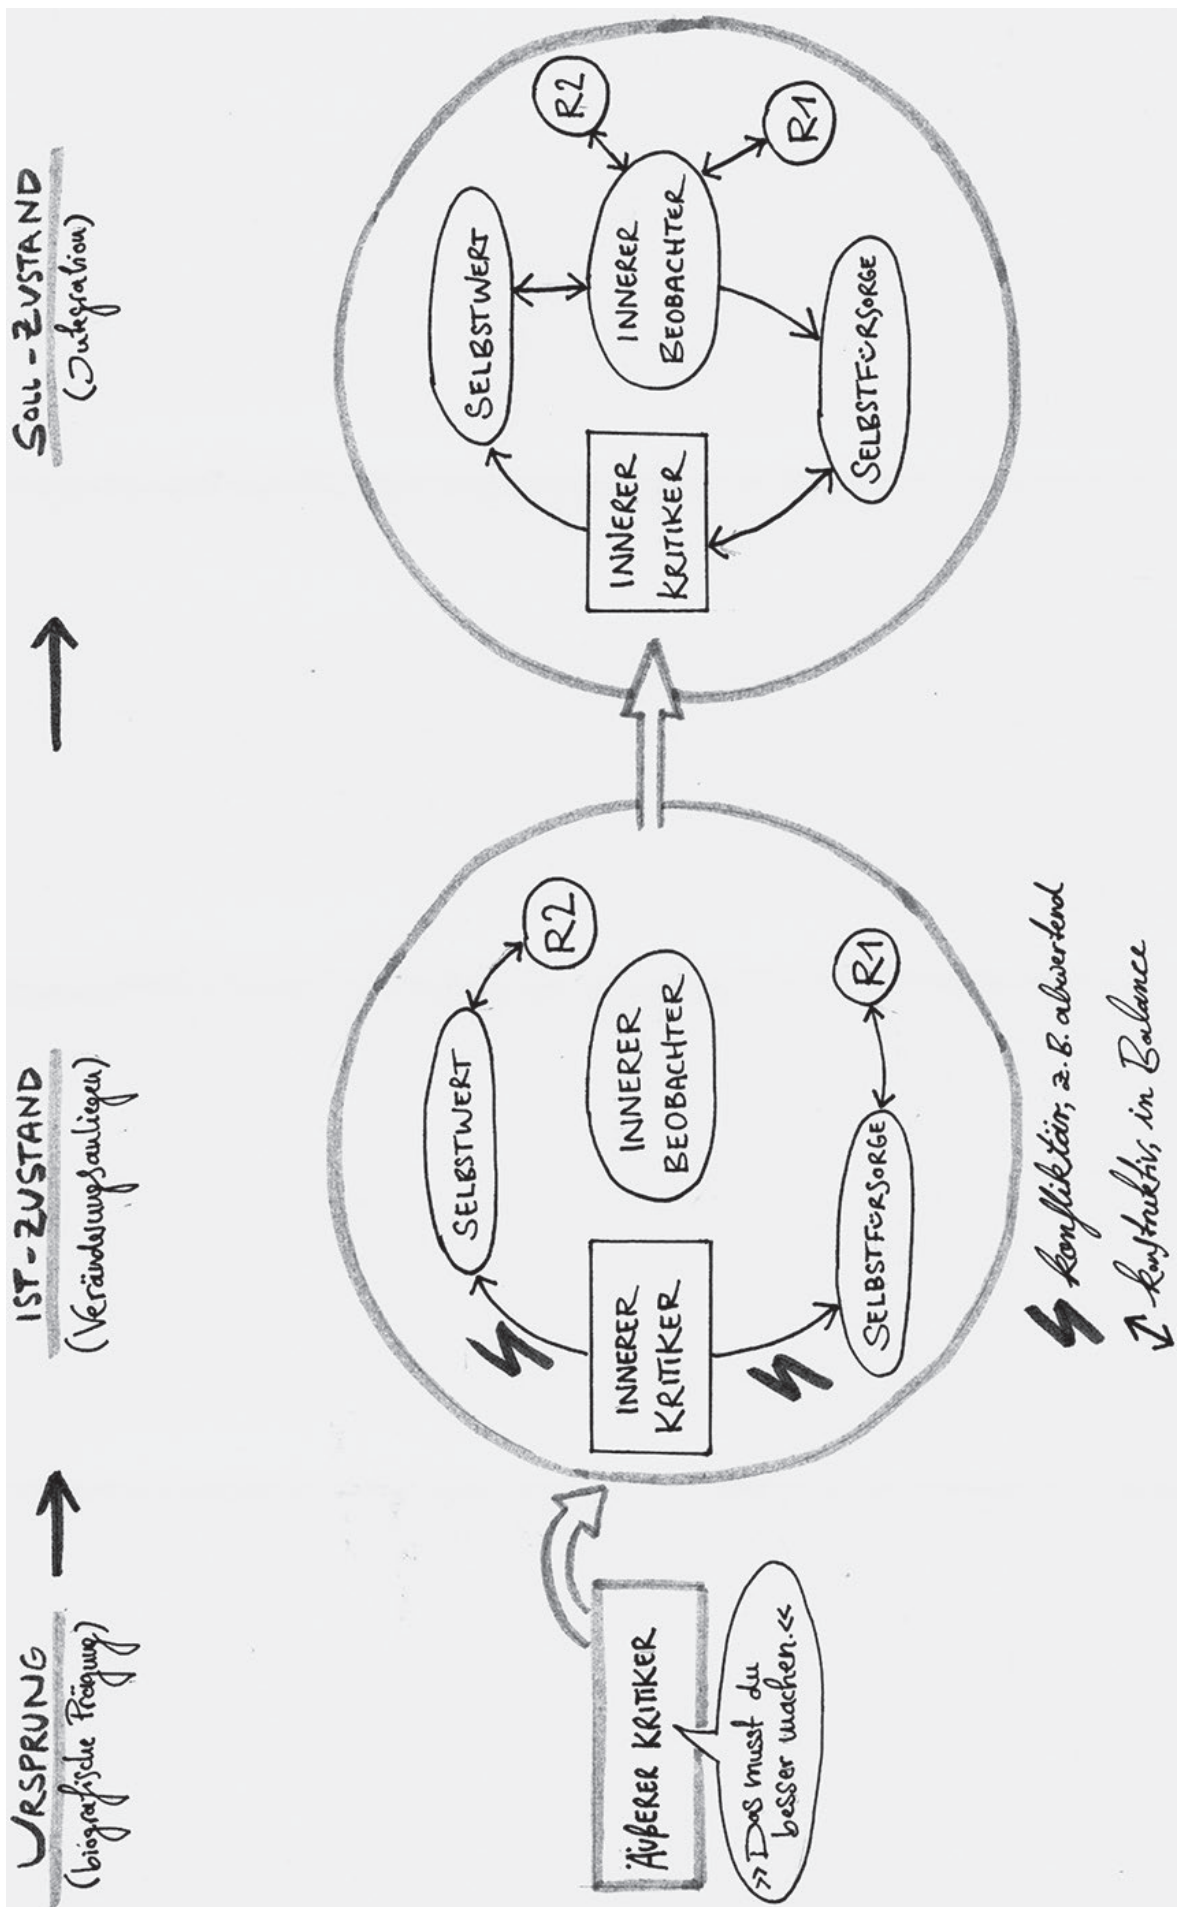 URSPRUNG
(biografische Prägung)
IST-ZUSTAND
(Veränderungsanliegen)
SOLL-ZUSTAND
(Integration)
ÄUßERER KRITIKER
>>Das musst du
besser machen.<<
INNERER
KRITIKER
SELBSTWERT
R2
INNERER
BEOBACHTER
SELBSTFÜRSORGE
R1
INNERER
KRITIKER
SELBSTWERT
R2
INNERER
BEOBACHTER
R1
SELBSTFÜRSORGE
konfliktär, z.B. abwertend
konstruktiv, in Balance